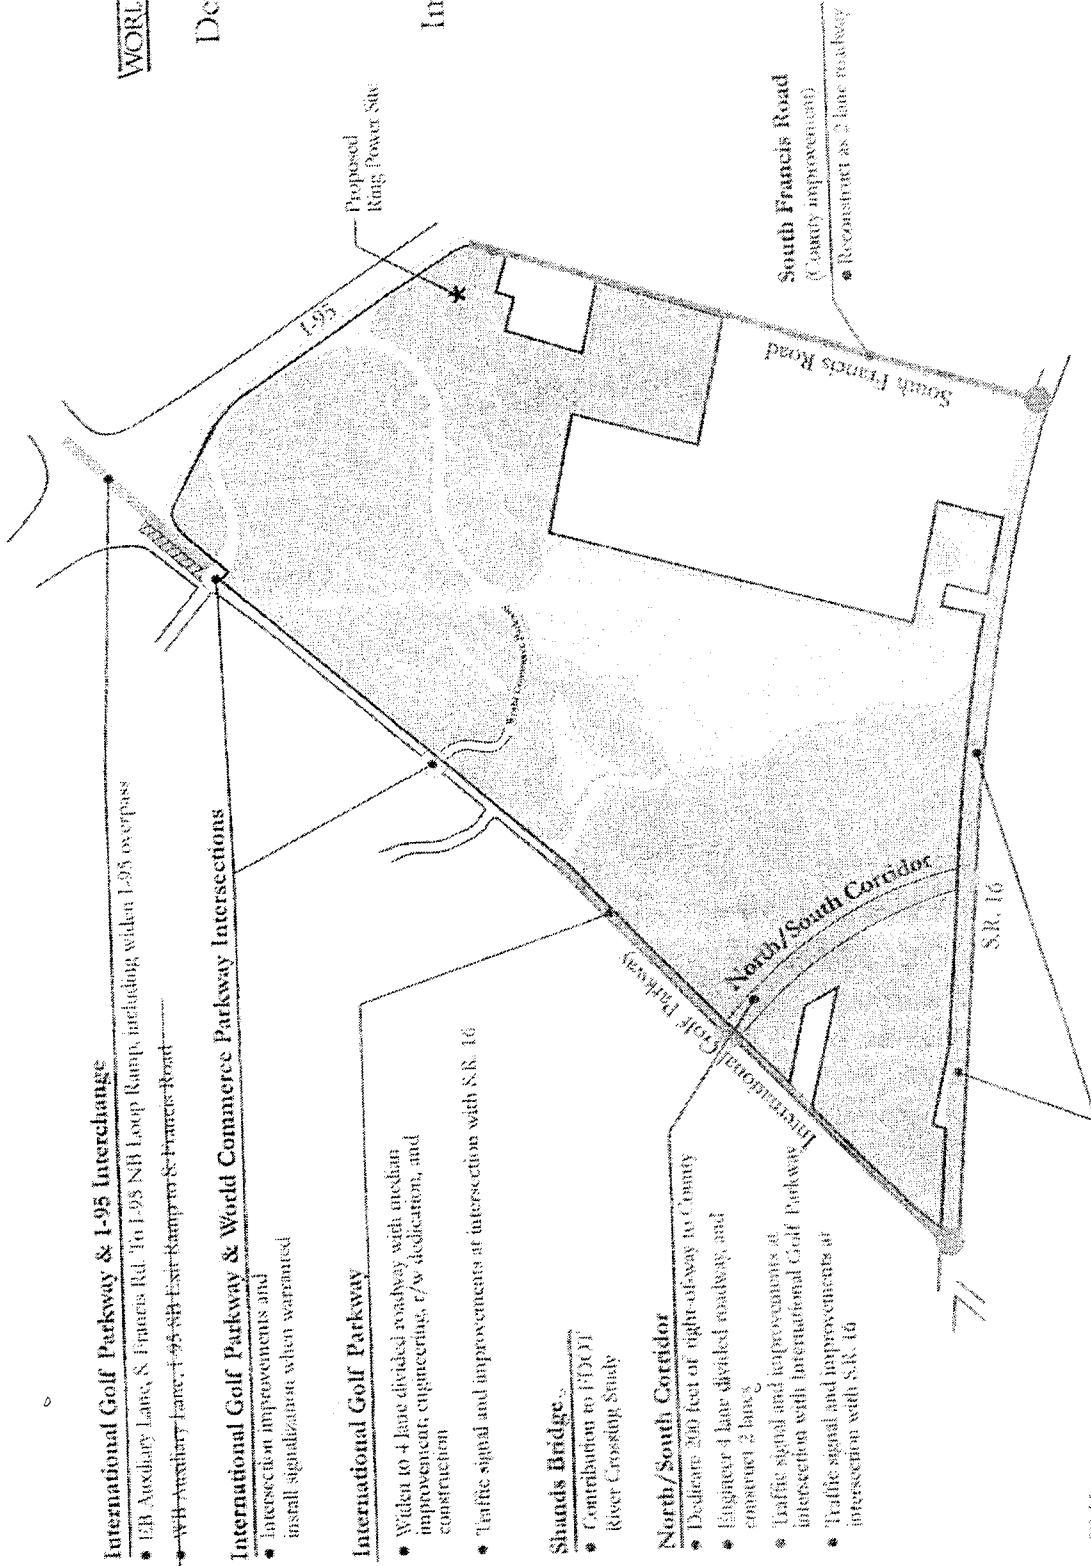 WORL
De
In
International Golf Parkway & I-95 Interchange
• EB Auxiliary Lane, S. Francis Rd. To I-95 NB Loop Ramp, including widen I-95 overpass
• WB Auxiliary Lane, I-95 SB Exit Ramp to S. Francis Road
International Golf Parkway & World Commerce Parkway Intersections
• Intersection improvements and
install signalization when warranted
International Golf Parkway
• Widen to 4 lane divided roadway with median
improvement; engineering, r/w dedication, and
construction
• Traffic signal and improvements at intersection with S.R. 16
Shands Bridge
• Contribution to FDOT
River Crossing Study
North/South Corridor
• Dedicate 200 feet of right-of-way to County
• Engineer 4 lane divided roadway, and
construct 2 lanes
• Traffic signal and improvements at
intersection with International Golf Parkway
• Traffic signal and improvements at
intersection with S.R. 16
Proposed
Ring Power Site
I-95
World Commerce Parkway
International Golf Parkway
North/South Corridor
S.R. 16
South Francis Road
South Francis Road
(County improvement)
• Reconstruct as 2 lane roadway